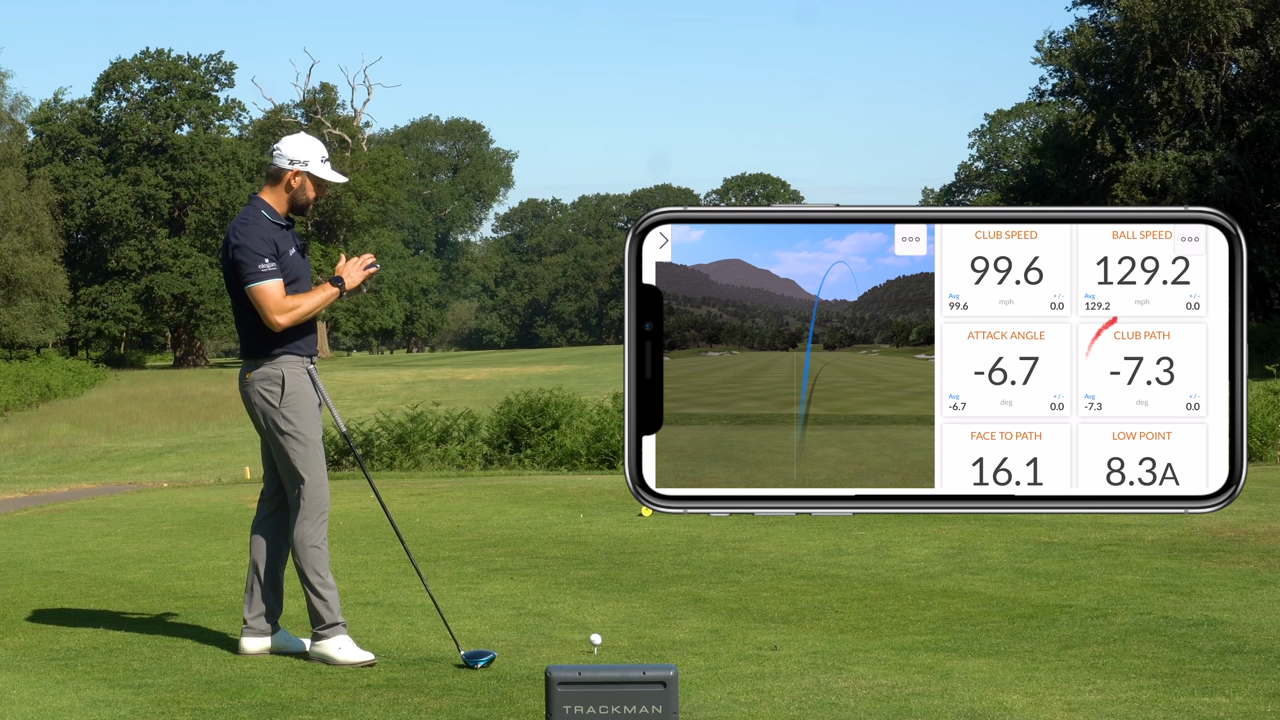 TP5
CLUB SPEED
99.6
mph
Avg
99.6
+/-
0.0
BALL SPEED
129.2
mph
Avg
129.2
+/-
0.0
ATTACK ANGLE
-6.7
deg
Avg
-6.7
+/-
0.0
CLUB PATH
-7.3
deg
Avg
-7.3
+/-
0.0
FACE TO PATH
16.1
LOW POINT
8.3A
TRACKMAN